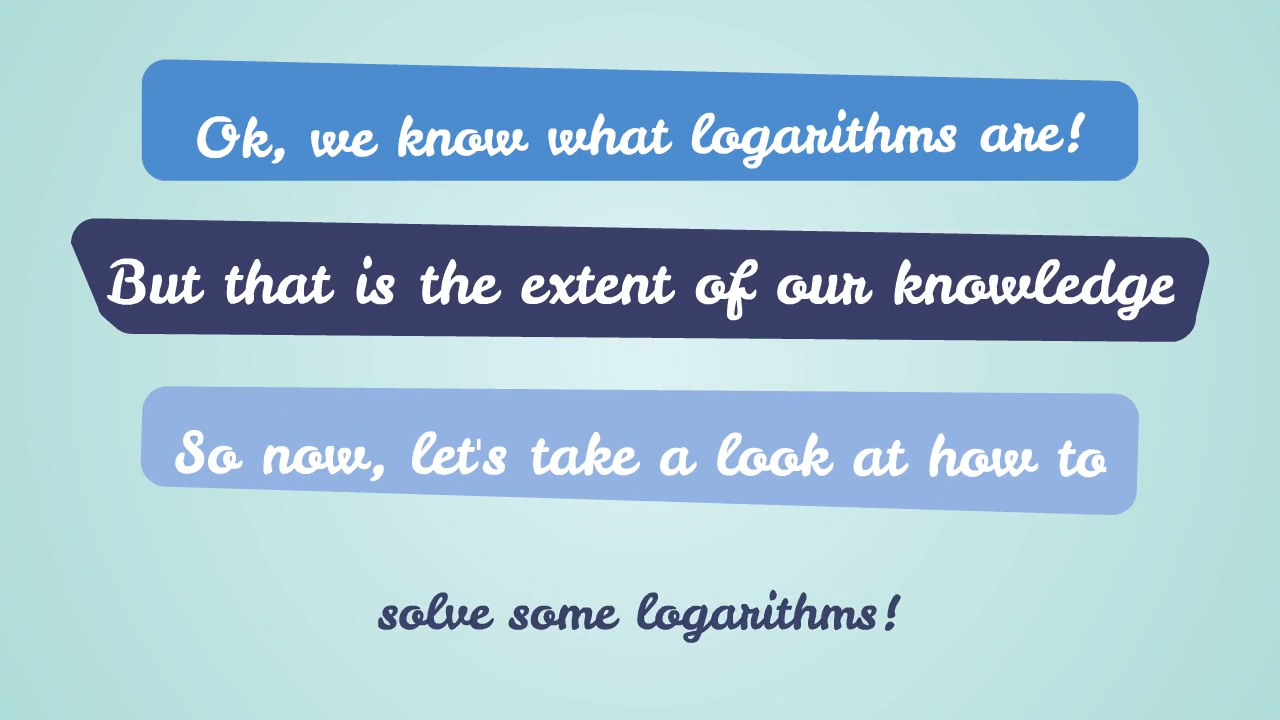 Ok, we know what logarithms are!
But that is the extent of our knowledge
So now, let's take a look at how to
solve some logarithms!